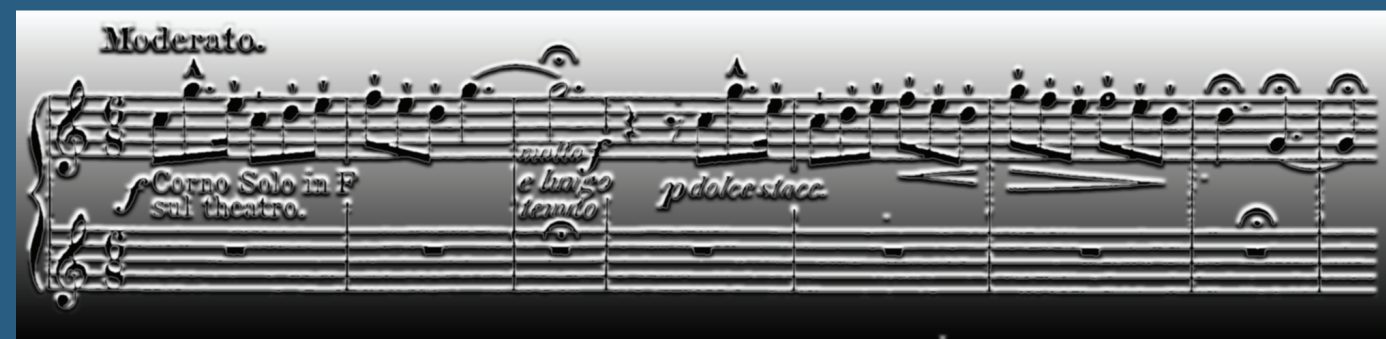 Moderato.
f Corno Solo in F
sul theatro.
molto f
e lungo
tenuto
p dolce stacc.